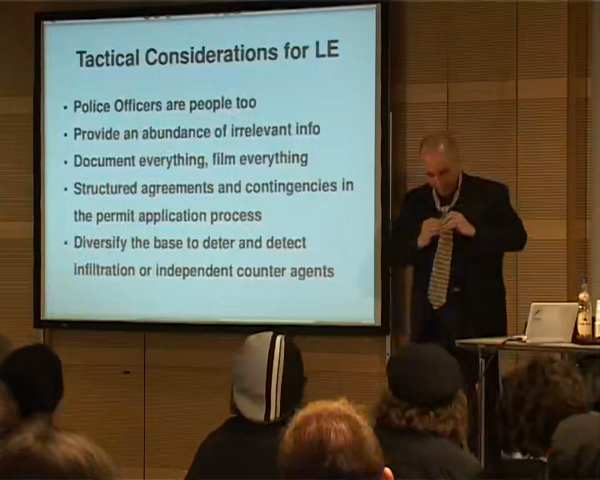 Tactical Considerations for LE
• Police Officers are people too
• Provide an abundance of irrelevant info
• Document everything, film everything
• Structured agreements and contingencies in
the permit application process
• Diversify the base to deter and detect
infiltration or independent counter agents